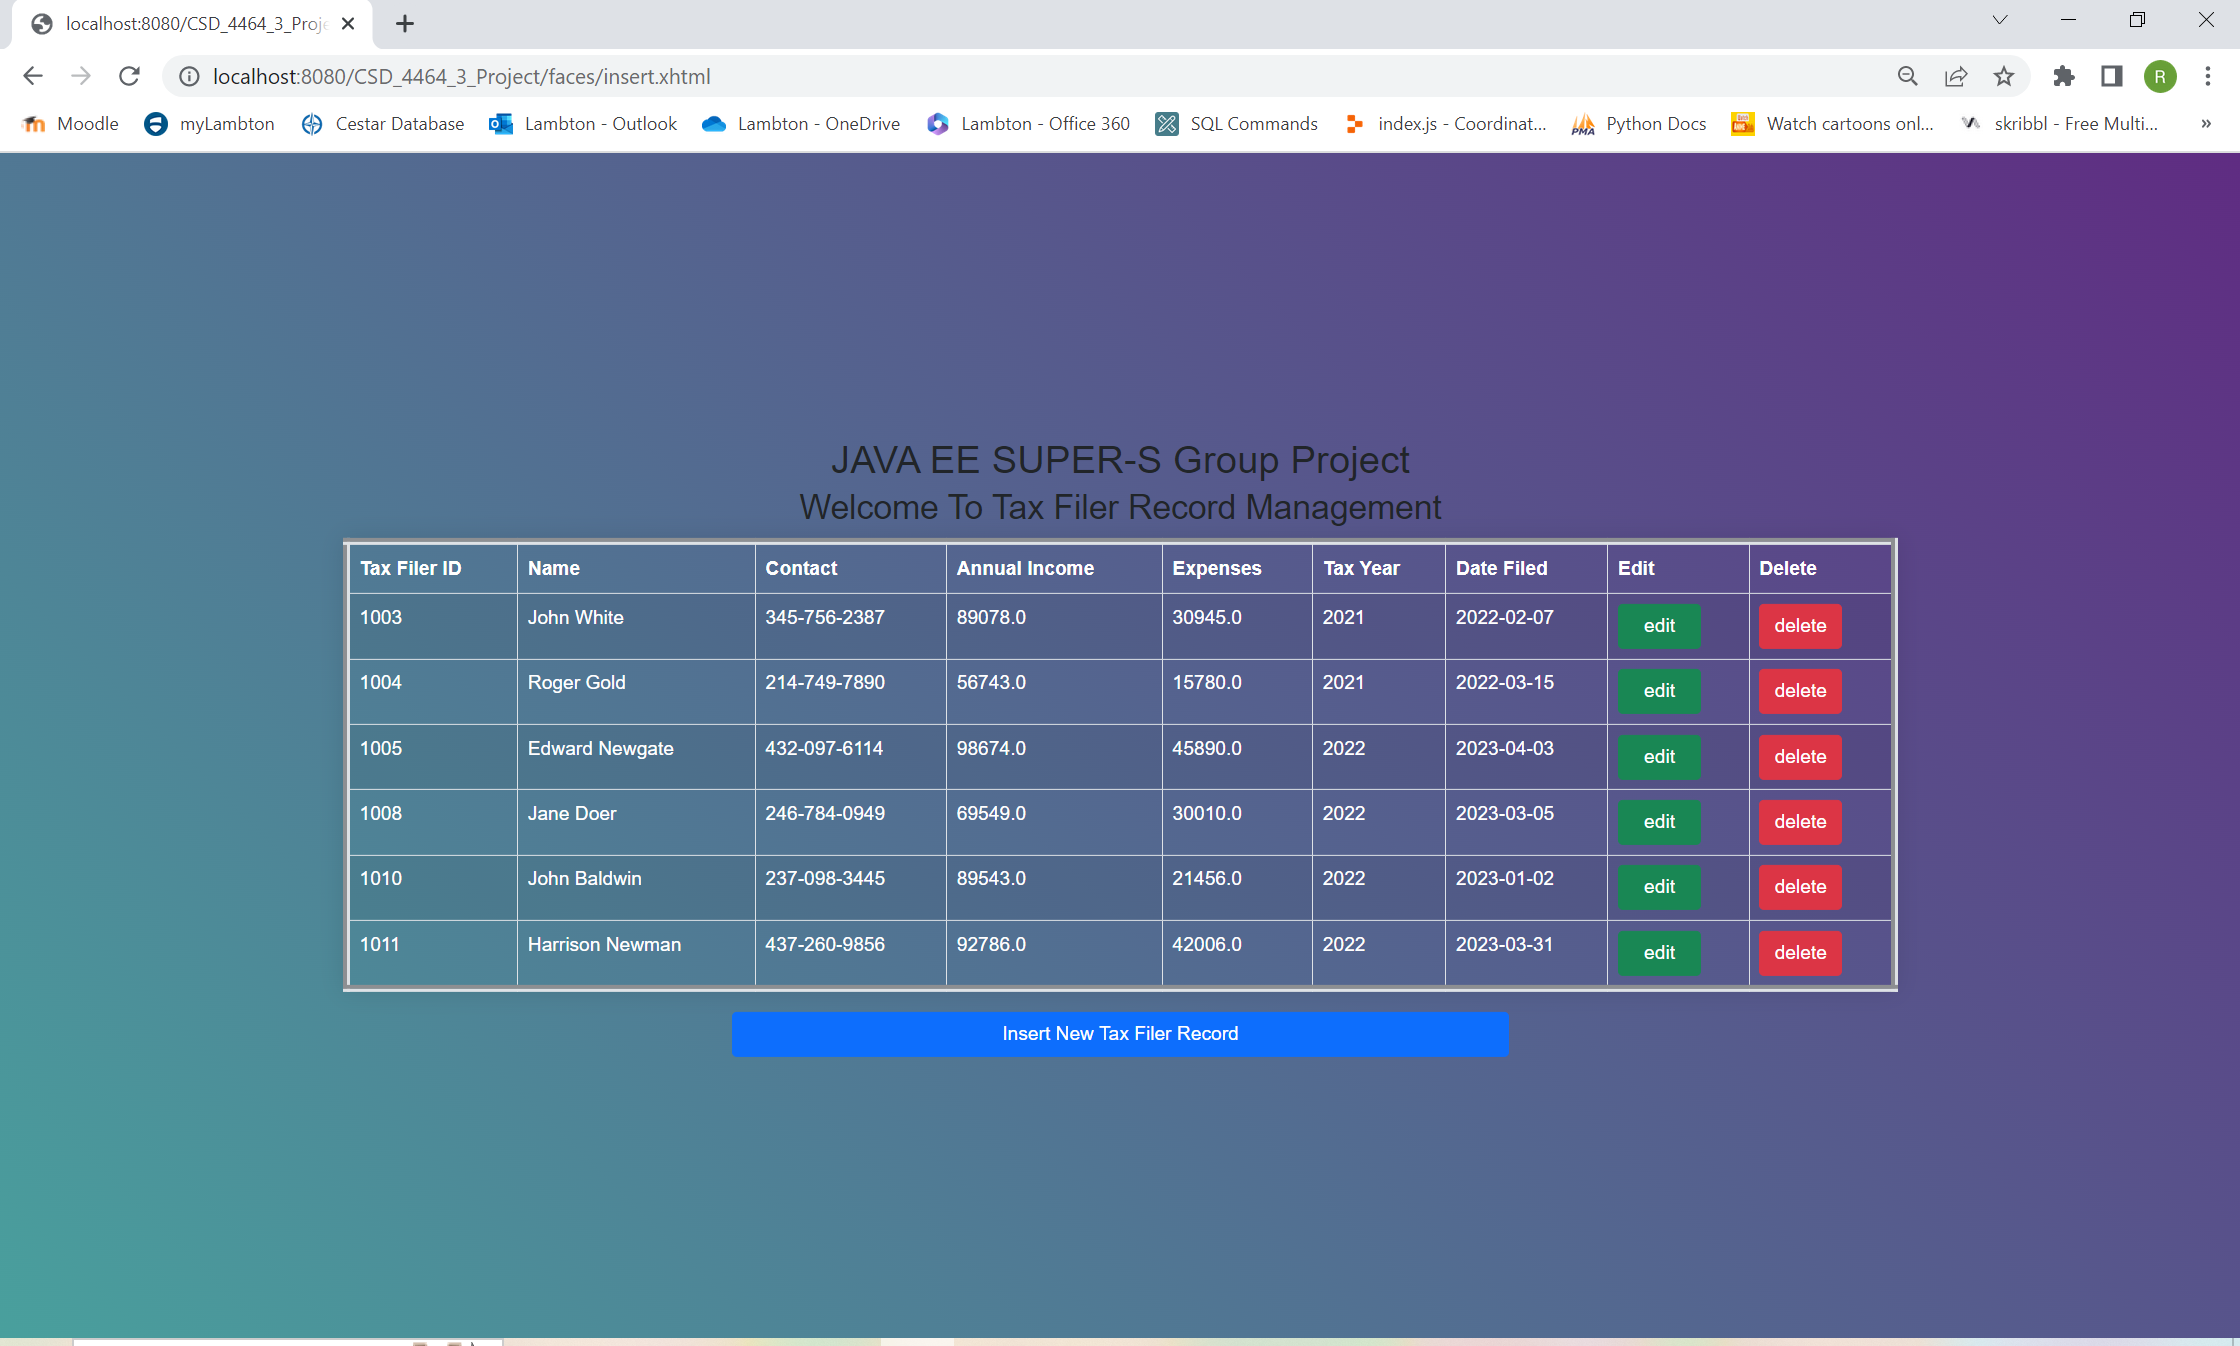 localhost:8080/CSD_4464_3_Proje
localhost:8080/CSD_4464_3_Project/faces/insert.xhtml
R
Moodle myLambton Cestar Database Lambton - Outlook Lambton - OneDrive Lambton - Office 360 SQL Commands index.js - Coordinat... PMA Python Docs Watch cartoons onl... skribbl - Free Multi... »
JAVA EE SUPER-S Group Project
Welcome To Tax Filer Record Management
Tax Filer ID Name Contact Annual Income Expenses Tax Year Date Filed Edit Delete
1003 John White 345-756-2387 89078.0 30945.0 2021 2022-02-07 edit delete
1004 Roger Gold 214-749-7890 56743.0 15780.0 2021 2022-03-15 edit delete
1005 Edward Newgate 432-097-6114 98674.0 45890.0 2022 2023-04-03 edit delete
1008 Jane Doer 246-784-0949 69549.0 30010.0 2022 2023-03-05 edit delete
1010 John Baldwin 237-098-3445 89543.0 21456.0 2022 2023-01-02 edit delete
1011 Harrison Newman 437-260-9856 92786.0 42006.0 2022 2023-03-31 edit delete
Insert New Tax Filer Record